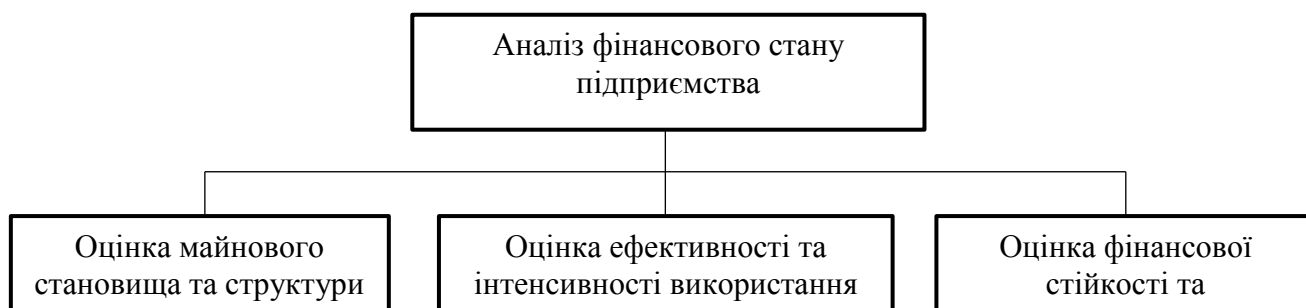 Аналіз фінансового стану
підприємства
Оцінка майнового
становища та структури
Оцінка ефективності та
інтенсивності використання
Оцінка фінансової
стійкості та